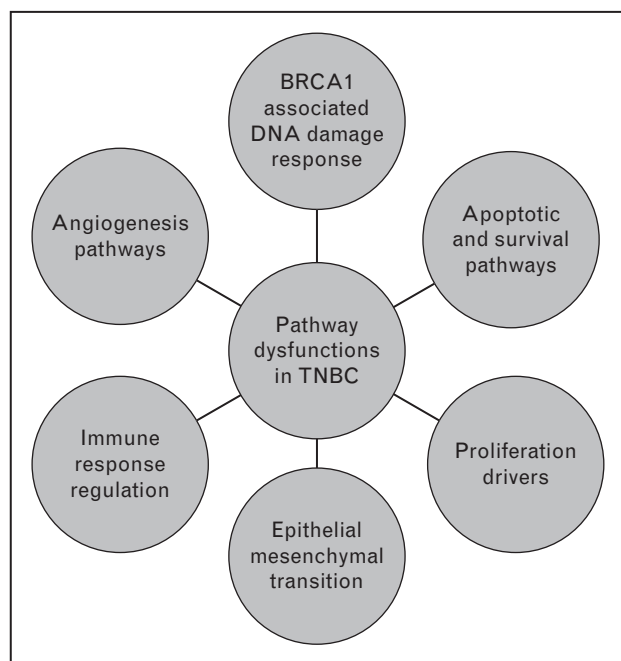 BRCA1
associated
DNA damage
response
Angiogenesis
pathways
Apoptotic
and survival
pathways
Pathway
dysfunctions
in TNBC
Immune
response
regulation
Proliferation
drivers
Epithelial
mesenchymal
transition